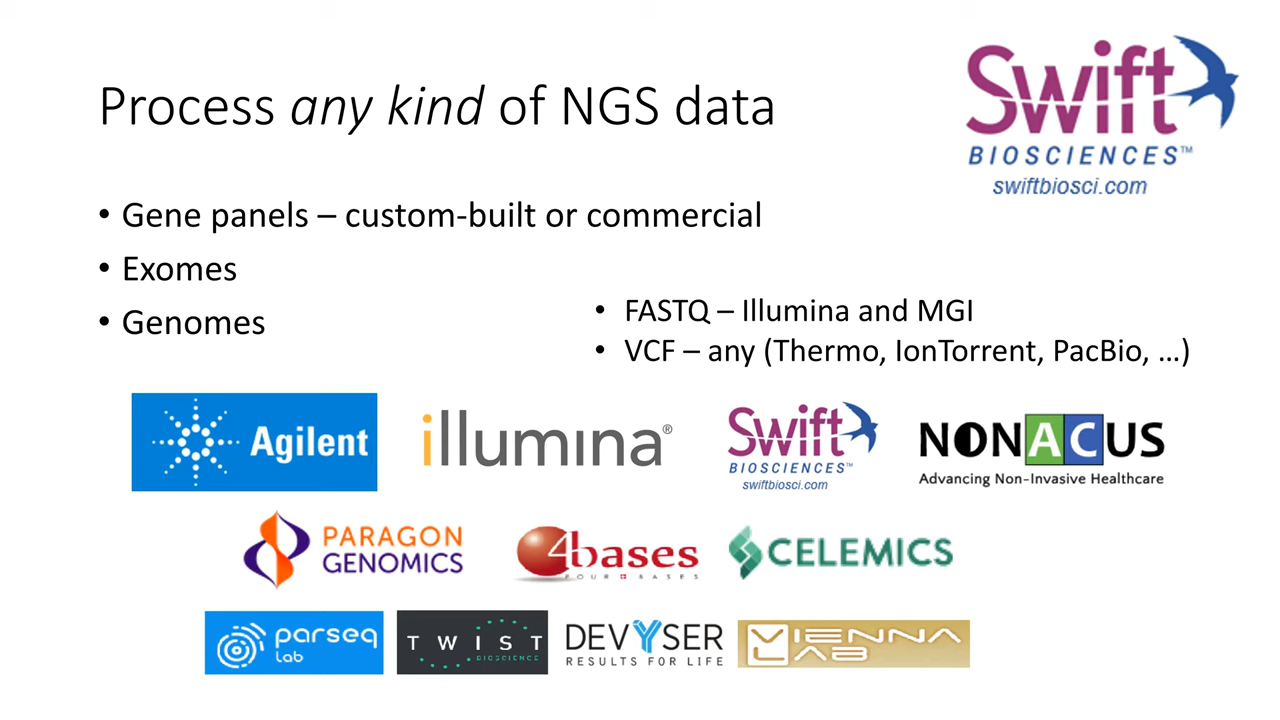 Process any kind of NGS data
Swift
BIOSCIENCES™
swiftbiosci.com
• Gene panels – custom-built or commercial
• Exomes
• Genomes
• FASTQ – Illumina and MGI
• VCF – any (Thermo, IonTorrent, PacBio, …)
Agilent
illumina®
Swift
BIOSCIENCES™
swiftbiosci.com
NONACUS
Advancing Non-Invasive Healthcare
PARAGON
GENOMICS
4bases
FOUR BASES
CELEMICS
parseq
lab
TWIST
BIOSCIENCE
DEVYSER
RESULTS FOR LIFE
VIENNA
LAB